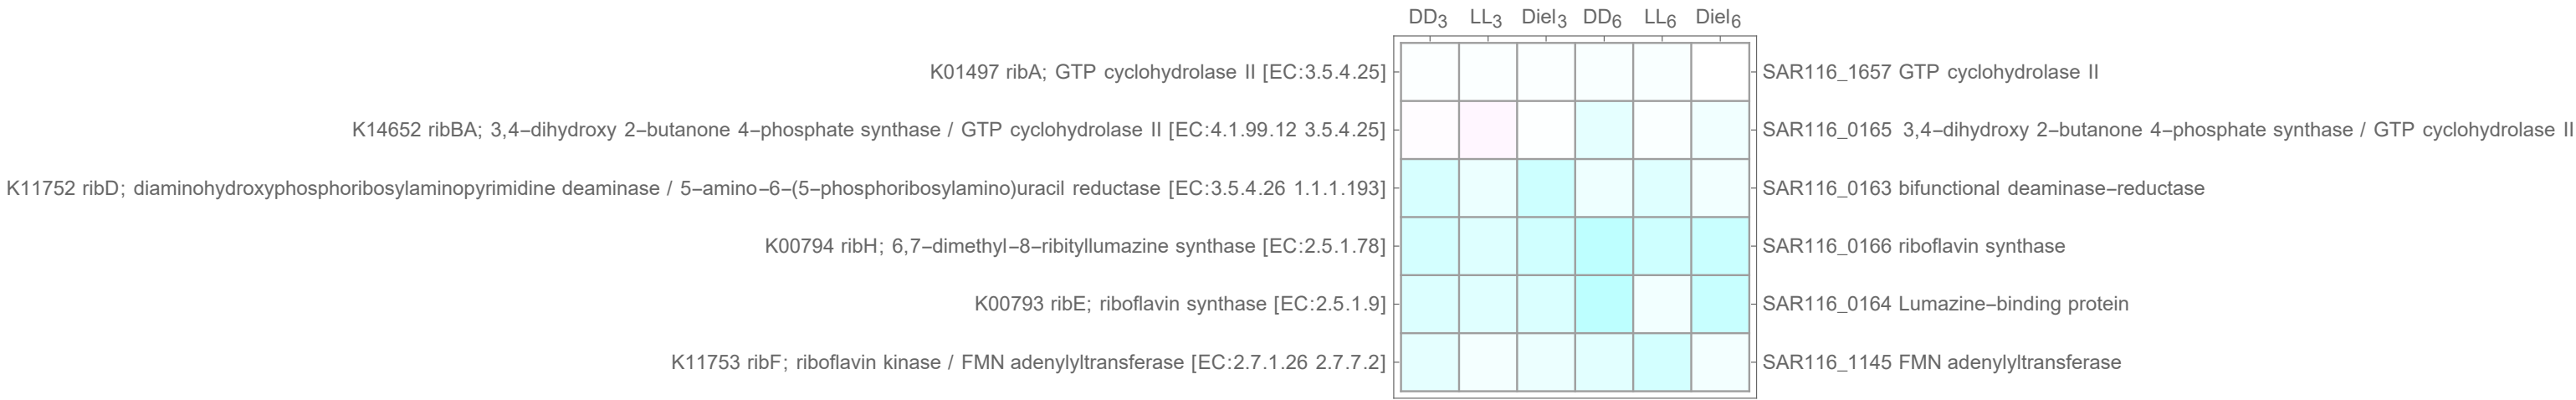 DD3 LL3 Diel3 DD6 LL6 Diel6
K01497 ribA; GTP cyclohydrolase II [EC:3.5.4.25] SAR116_1657 GTP cyclohydrolase II
K14652 ribBA; 3,4−dihydroxy 2−butanone 4−phosphate synthase / GTP cyclohydrolase II [EC:4.1.99.12 3.5.4.25] SAR116_0165 3,4−dihydroxy 2−butanone 4−phosphate synthase / GTP cyclohydrolase II
K11752 ribD; diaminohydroxyphosphoribosylaminopyrimidine deaminase / 5−amino−6−(5−phosphoribosylamino)uracil reductase [EC:3.5.4.26 1.1.1.193] SAR116_0163 bifunctional deaminase−reductase
K00794 ribH; 6,7−dimethyl−8−ribityllumazine synthase [EC:2.5.1.78] SAR116_0166 riboflavin synthase
K00793 ribE; riboflavin synthase [EC:2.5.1.9] SAR116_0164 Lumazine−binding protein
K11753 ribF; riboflavin kinase / FMN adenylyltransferase [EC:2.7.1.26 2.7.7.2] SAR116_1145 FMN adenylyltransferase